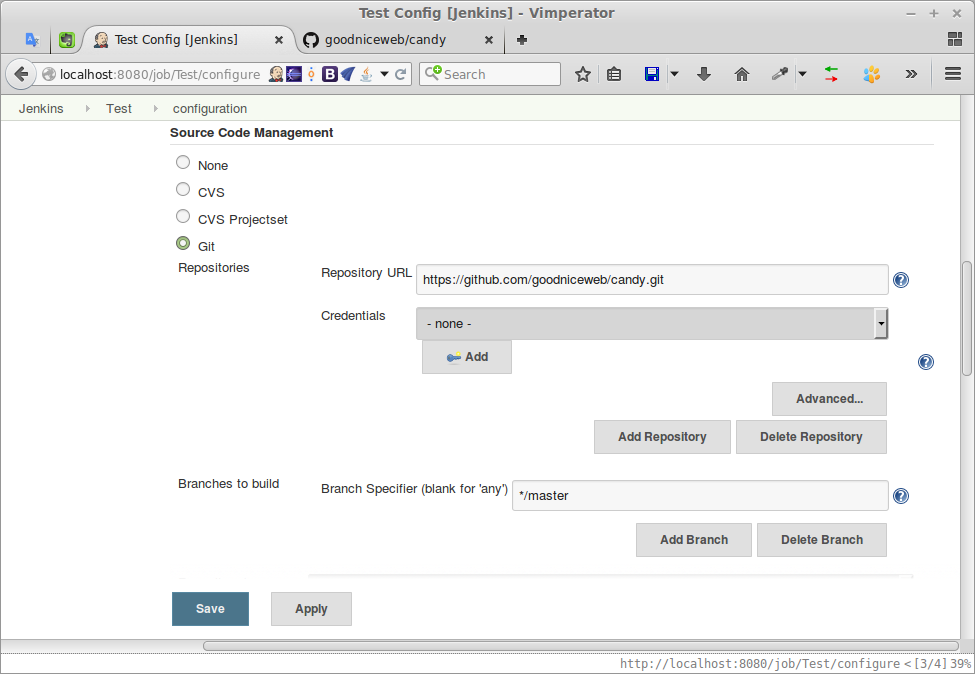 Test Config [Jenkins] - Vimperator
Test Config [Jenkins]
goodniceweb/candy
localhost:8080/job/Test/configure
B
Search
Jenkins Test configuration
Source Code Management
None
CVS
CVS Projectset
Git
Repositories
Repository URL https://github.com/goodniceweb/candy.git
Credentials - none -
Add
Advanced...
Add Repository Delete Repository
Branches to build
Branch Specifier (blank for 'any') */master
Add Branch Delete Branch
Save Apply
http://localhost:8080/job/Test/configure < [3/4] 39%